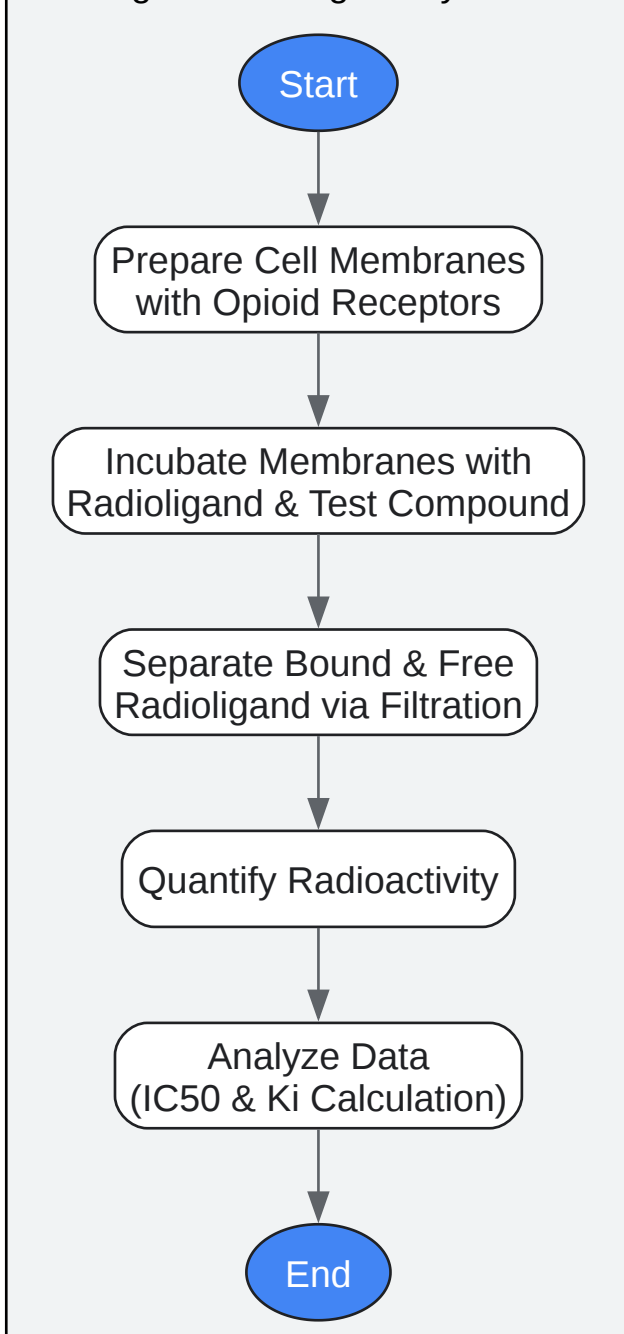 Start
Prepare Cell Membranes
with Opioid Receptors
Incubate Membranes with
Radioligand & Test Compound
Separate Bound & Free
Radioligand via Filtration
Quantify Radioactivity
Analyze Data
(IC50 & Ki Calculation)
End